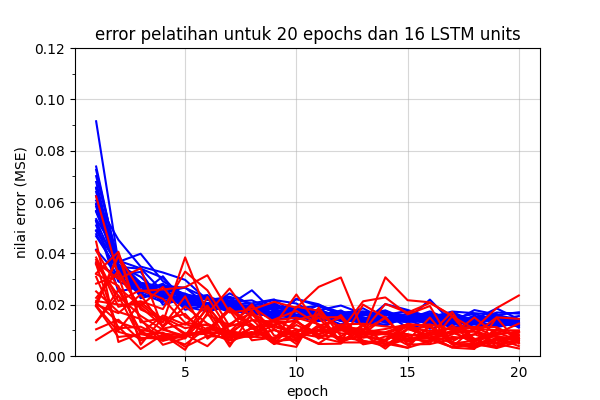 error pelatihan untuk 20 epochs dan 16 LSTM units
0.12
0.10
0.08
0.06
0.04
0.02
0.00
nilai error (MSE)
5 10 15 20
epoch